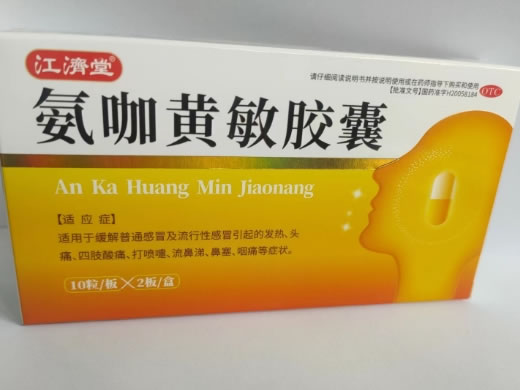 江濟堂®
请仔细阅读说明书并按说明使用或在药师指导下购买和使用
【批准文号】国药准字H20058184
OTC
氨咖黄敏胶囊
An Ka Huang Min Jiaonang
【适应症】
适用于缓解普通感冒及流行性感冒引起的发热、头
痛、四肢酸痛、打喷嚏、流鼻涕、鼻塞、咽痛等症状。
10粒/板×2板/盒